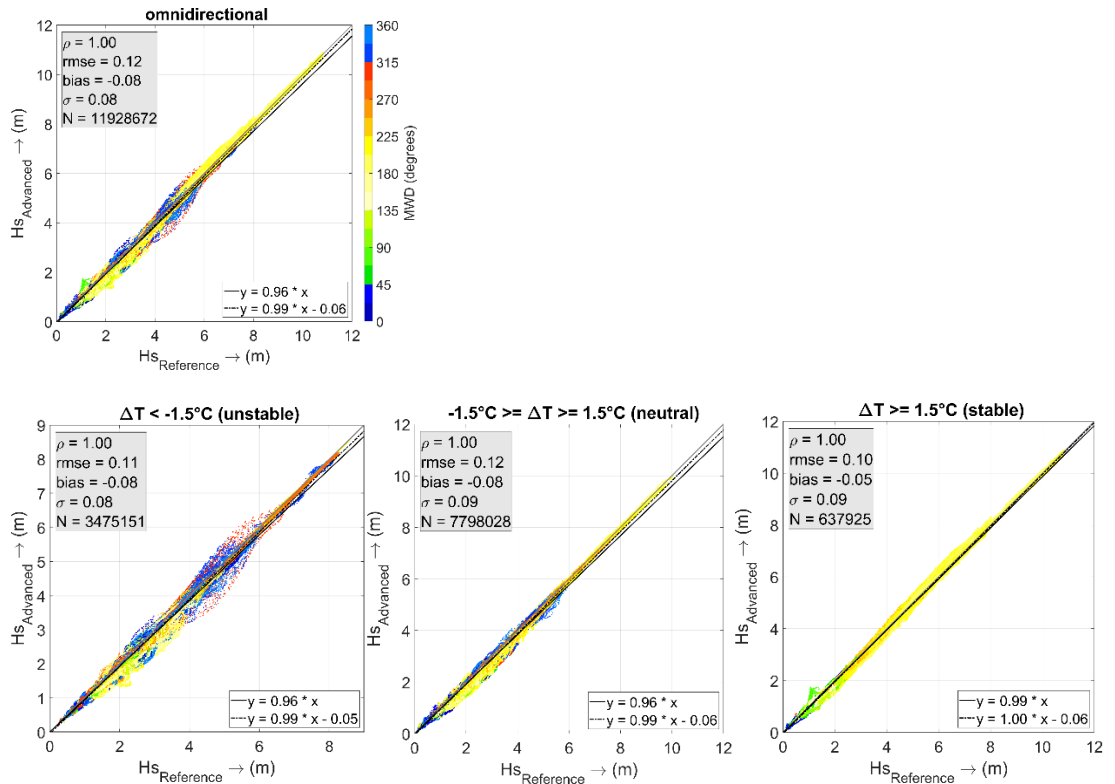 omnidirectional
ρ = 1.00
rmse = 0.12
bias = -0.08
σ = 0.08
N = 11928672
Hs_Advanced → (m)
12
10
8
6
4
2
0
0 2 4 6 8 10 12
Hs_Reference → (m)
y = 0.96 * x
y = 0.99 * x - 0.06
360
315
270
225
180
135
90
45
0
MWD (degrees)
ΔT < -1.5°C (unstable)
ρ = 1.00
rmse = 0.11
bias = -0.08
σ = 0.08
N = 3475151
Hs_Advanced → (m)
9
8
7
6
5
4
3
2
1
0
0 2 4 6 8
Hs_Reference → (m)
y = 0.96 * x
y = 0.99 * x - 0.05
-1.5°C >= ΔT >= 1.5°C (neutral)
ρ = 1.00
rmse = 0.12
bias = -0.08
σ = 0.09
N = 7798028
Hs_Advanced → (m)
12
10
8
6
4
2
0
0 2 4 6 8 10 12
Hs_Reference → (m)
y = 0.96 * x
y = 0.99 * x - 0.06
ΔT >= 1.5°C (stable)
ρ = 1.00
rmse = 0.10
bias = -0.05
σ = 0.09
N = 637925
Hs_Advanced → (m)
12
10
8
6
4
2
0
0 2 4 6 8 10 12
Hs_Reference → (m)
y = 0.99 * x
y = 1.00 * x - 0.06